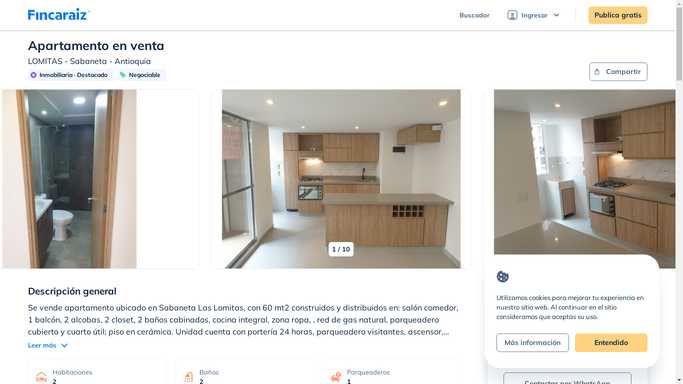 Fincaraiz
Buscador
Ingresar
Publica gratis
Apartamento en venta
LOMITAS - Sabaneta - Antioquia
Inmobiliaria - Destacado
Negociable
Compartir
1 / 10
Descripción general
Se vende apartamento ubicado en Sabaneta Las Lomitas, con 60 mt2 construidos y distribuidos en: salón comedor,
1 balcón, 2 alcobas, 2 closet, 2 baños cabinados, cocina integral, zona ropa, , red de gas natural, parqueadero
cubierto y cuarto útil; piso en cerámica. Unidad cuenta con portería 24 horas, parqueadero visitantes, ascensor,...
Leer más
Habitaciones
2
Baños
2
Parqueaderos
1
Utilizamos cookies para mejorar tu experiencia en
nuestro sitio web. Al continuar en el sitio
consideramos que aceptas su uso.
Más información
Entendido
Contactar por WhatsApp